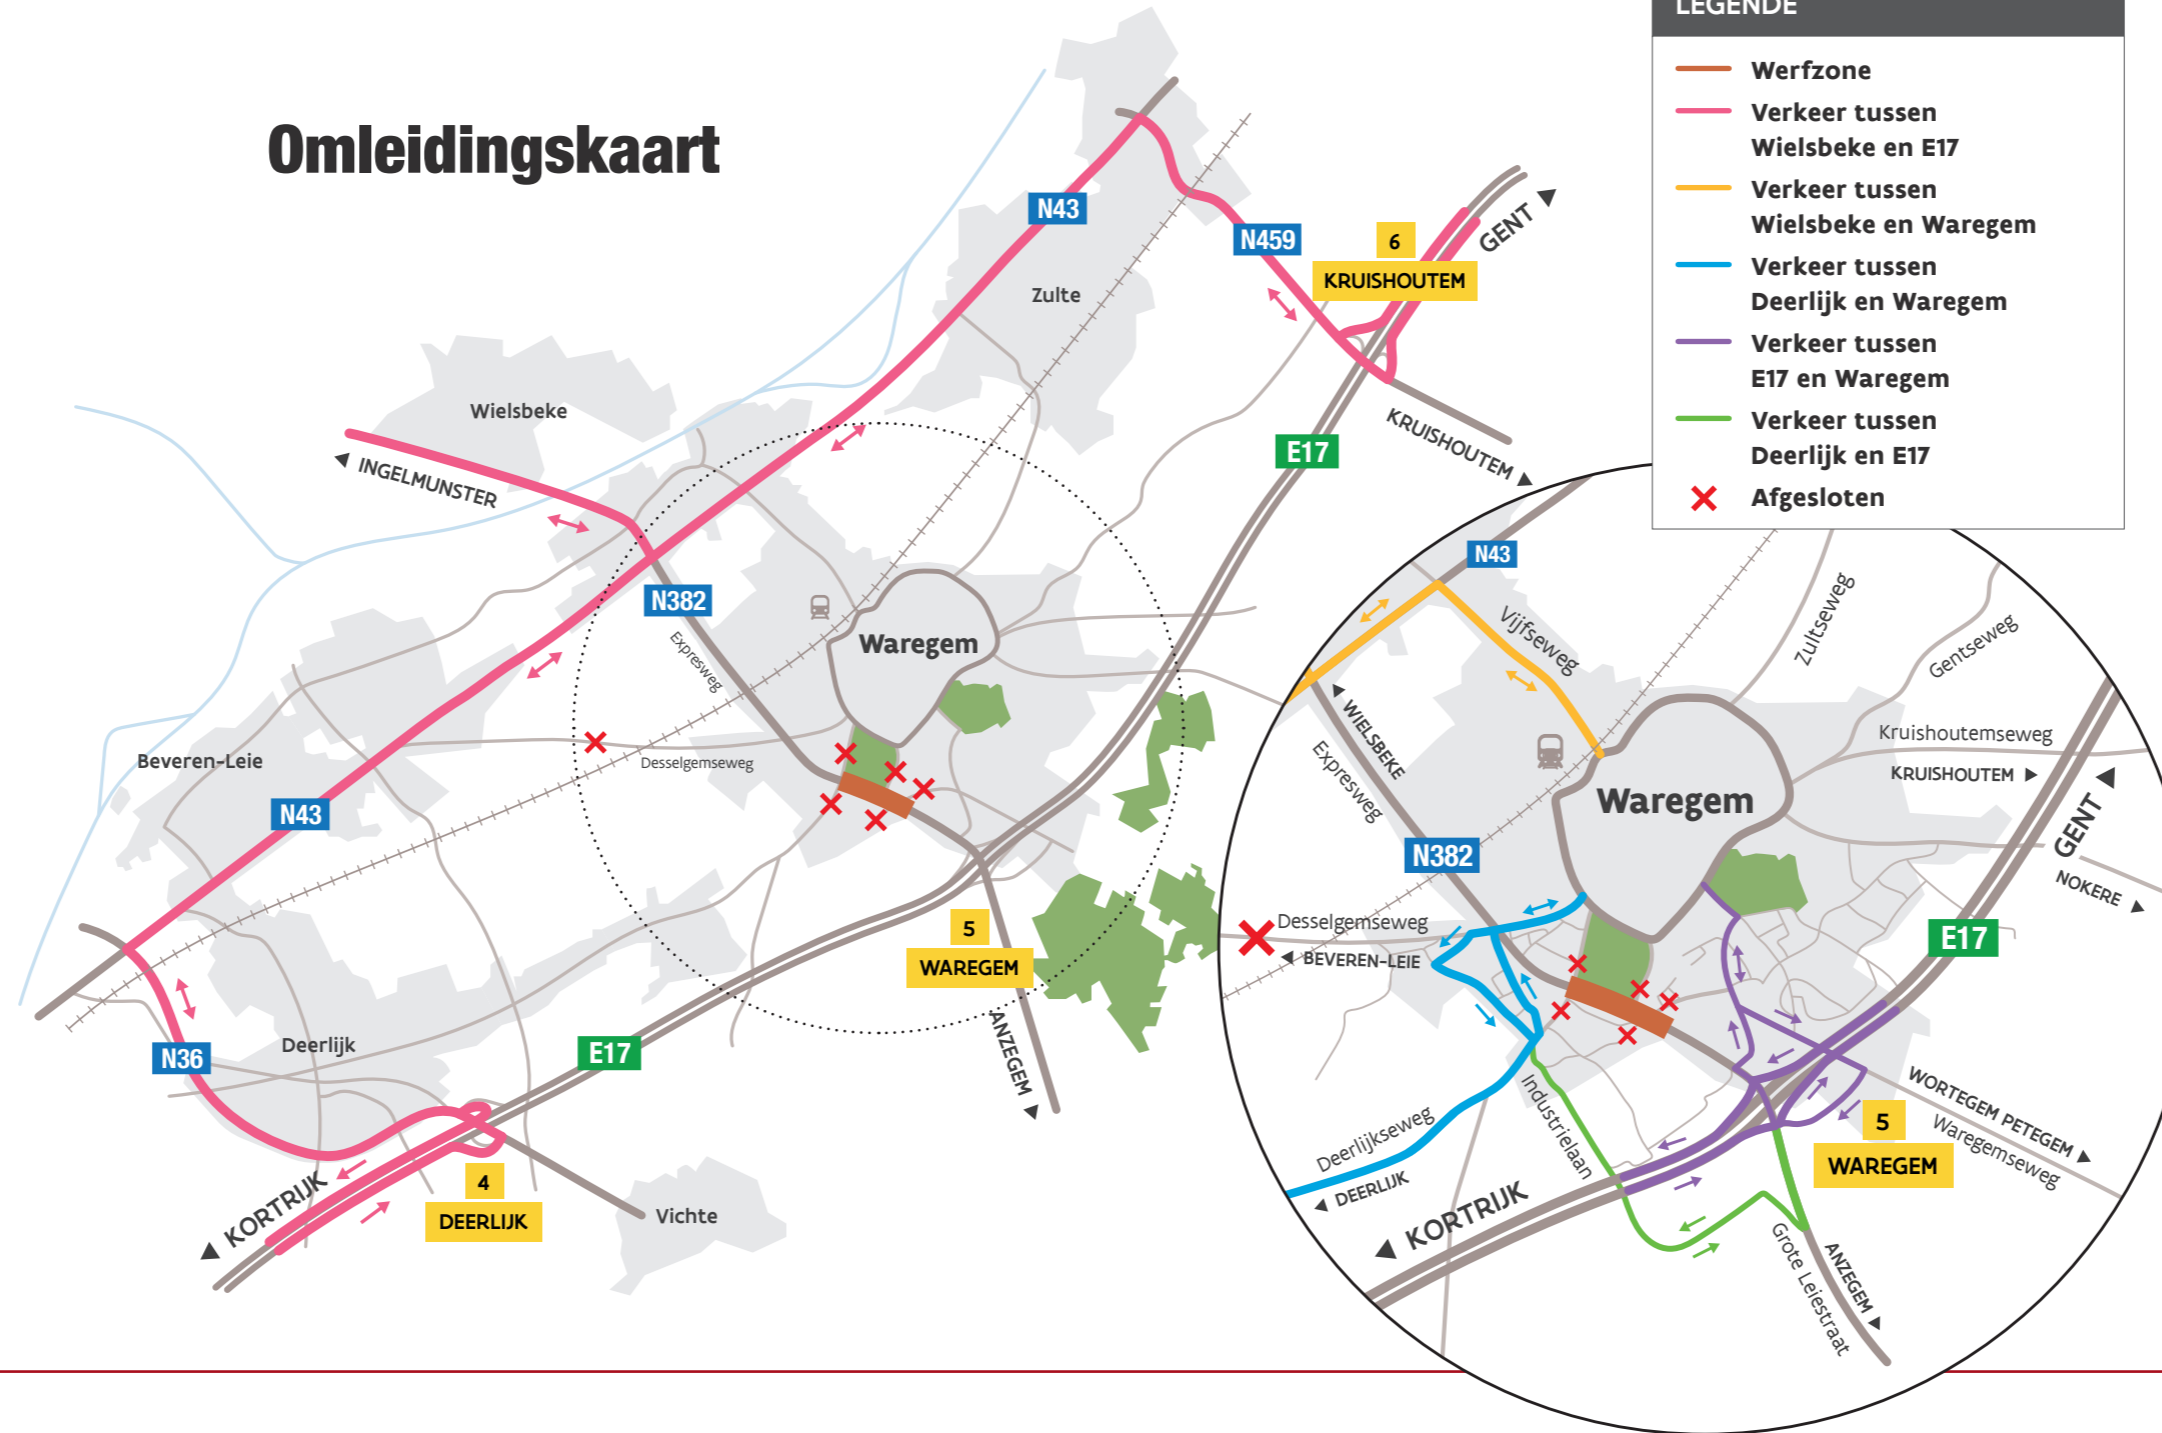 Omleidingskaart
LEGENDE
Werfzone
Verkeer tussen
Wielsbeke en E17
Verkeer tussen
Wielsbeke en Waregem
Verkeer tussen
Deerlijk en Waregem
Verkeer tussen
E17 en Waregem
Verkeer tussen
Deerlijk en E17
Afgesloten
N43
N459
6
KRUISHOUTEM
GENT
Zulte
Wielsbeke
INGELMUNSTER
KRUISHOUTEM
E17
N382
Expresweg
Waregem
Desselgemseweg
Beveren-Leie
N43
5
WAREGEM
ANZEGEM
E17
N36
Deerlijk
4
DEERLIJK
KORTRIJK
Vichte
N43
Vijfseweg
Zultseweg
Gentseweg
WIELSBEKE
Expresweg
Kruishoutemseweg
KRUISHOUTEM
Waregem
GENT
N382
NOKERE
Desselgemseweg
BEVEREN-LEIE
E17
Industrielaan
Deerlijkseweg
DEERLIJK
WORTEGEM PETEGEM
Waregemseweg
5
WAREGEM
KORTRIJK
Grote Leiestraat
ANZEGEM